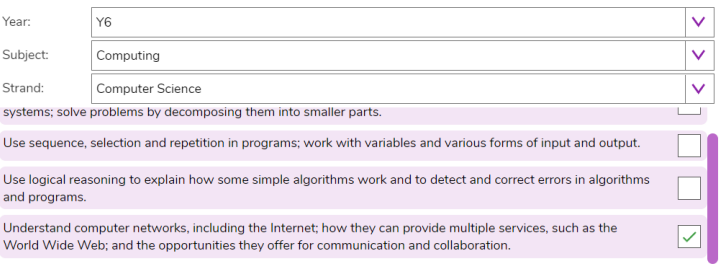 Year:
Y6
Subject:
Computing
Strand:
Computer Science
systems; solve problems by decomposing them into smaller parts.
Use sequence, selection and repetition in programs; work with variables and various forms of input and output.
Use logical reasoning to explain how some simple algorithms work and to detect and correct errors in algorithms
and programs.
Understand computer networks, including the Internet; how they can provide multiple services, such as the
World Wide Web; and the opportunities they offer for communication and collaboration.